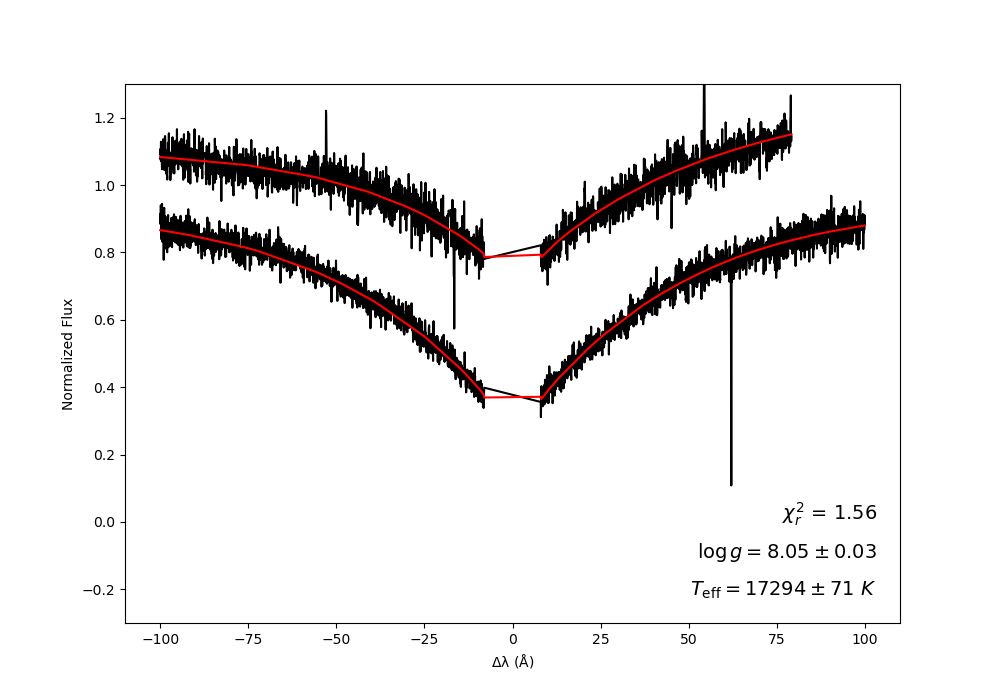 1.2
1.0
0.8
0.6
0.4
0.2
0.0
−0.2
Normalized Flux
χ²ᵣ = 1.56
log g = 8.05 ± 0.03
T_eff = 17294 ± 71 K
−100 −75 −50 −25 0 25 50 75 100
Δλ (Å)